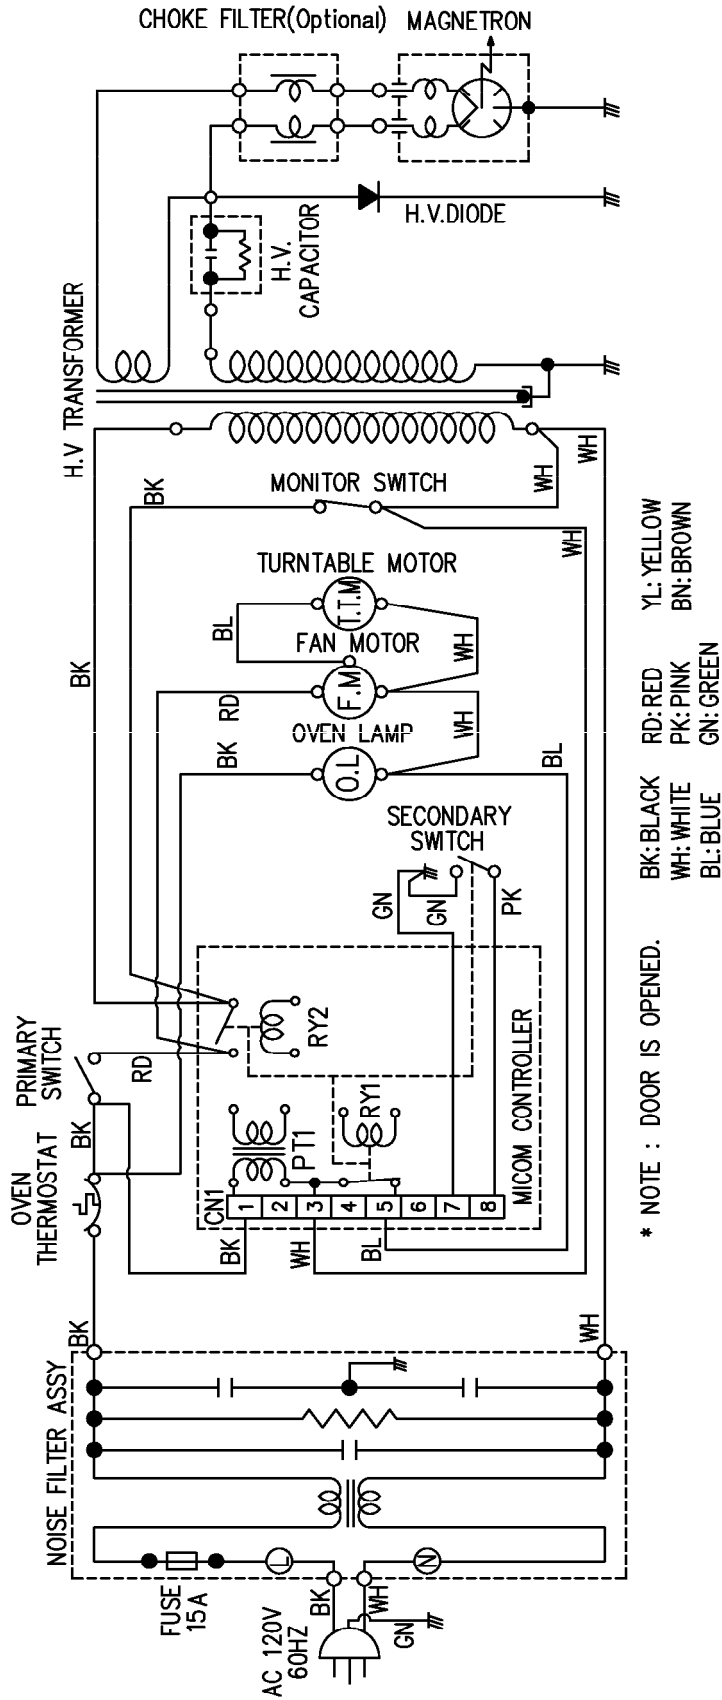 CHOKE FILTER(Optional)
MAGNETRON
H.V.DIODE
H.V.
CAPACITOR
H.V TRANSFORMER
WH
WH
BK
MONITOR SWITCH
WH
TURNTABLE MOTOR
T.T.M
BL
FAN MOTOR
WH
BK
F.M
RD
OVEN LAMP
WH
BK
O.L
BL
SECONDARY
SWITCH
GN
GN
PK
PRIMARY
SWITCH
RD
RY2
BK
OVEN
THERMOSTAT
PT1
RY1
MICOM CONTROLLER
CN1
1
2
3
4
5
6
7
8
BK
WH
BL
BK
WH
NOISE FILTER ASSY
FUSE
15A
L
N
BK
WH
AC 120V
60HZ
GN
* NOTE : DOOR IS OPENED.
BK:BLACK
WH:WHITE
BL:BLUE
RD:RED
PK:PINK
GN:GREEN
YL:YELLOW
BN:BROWN